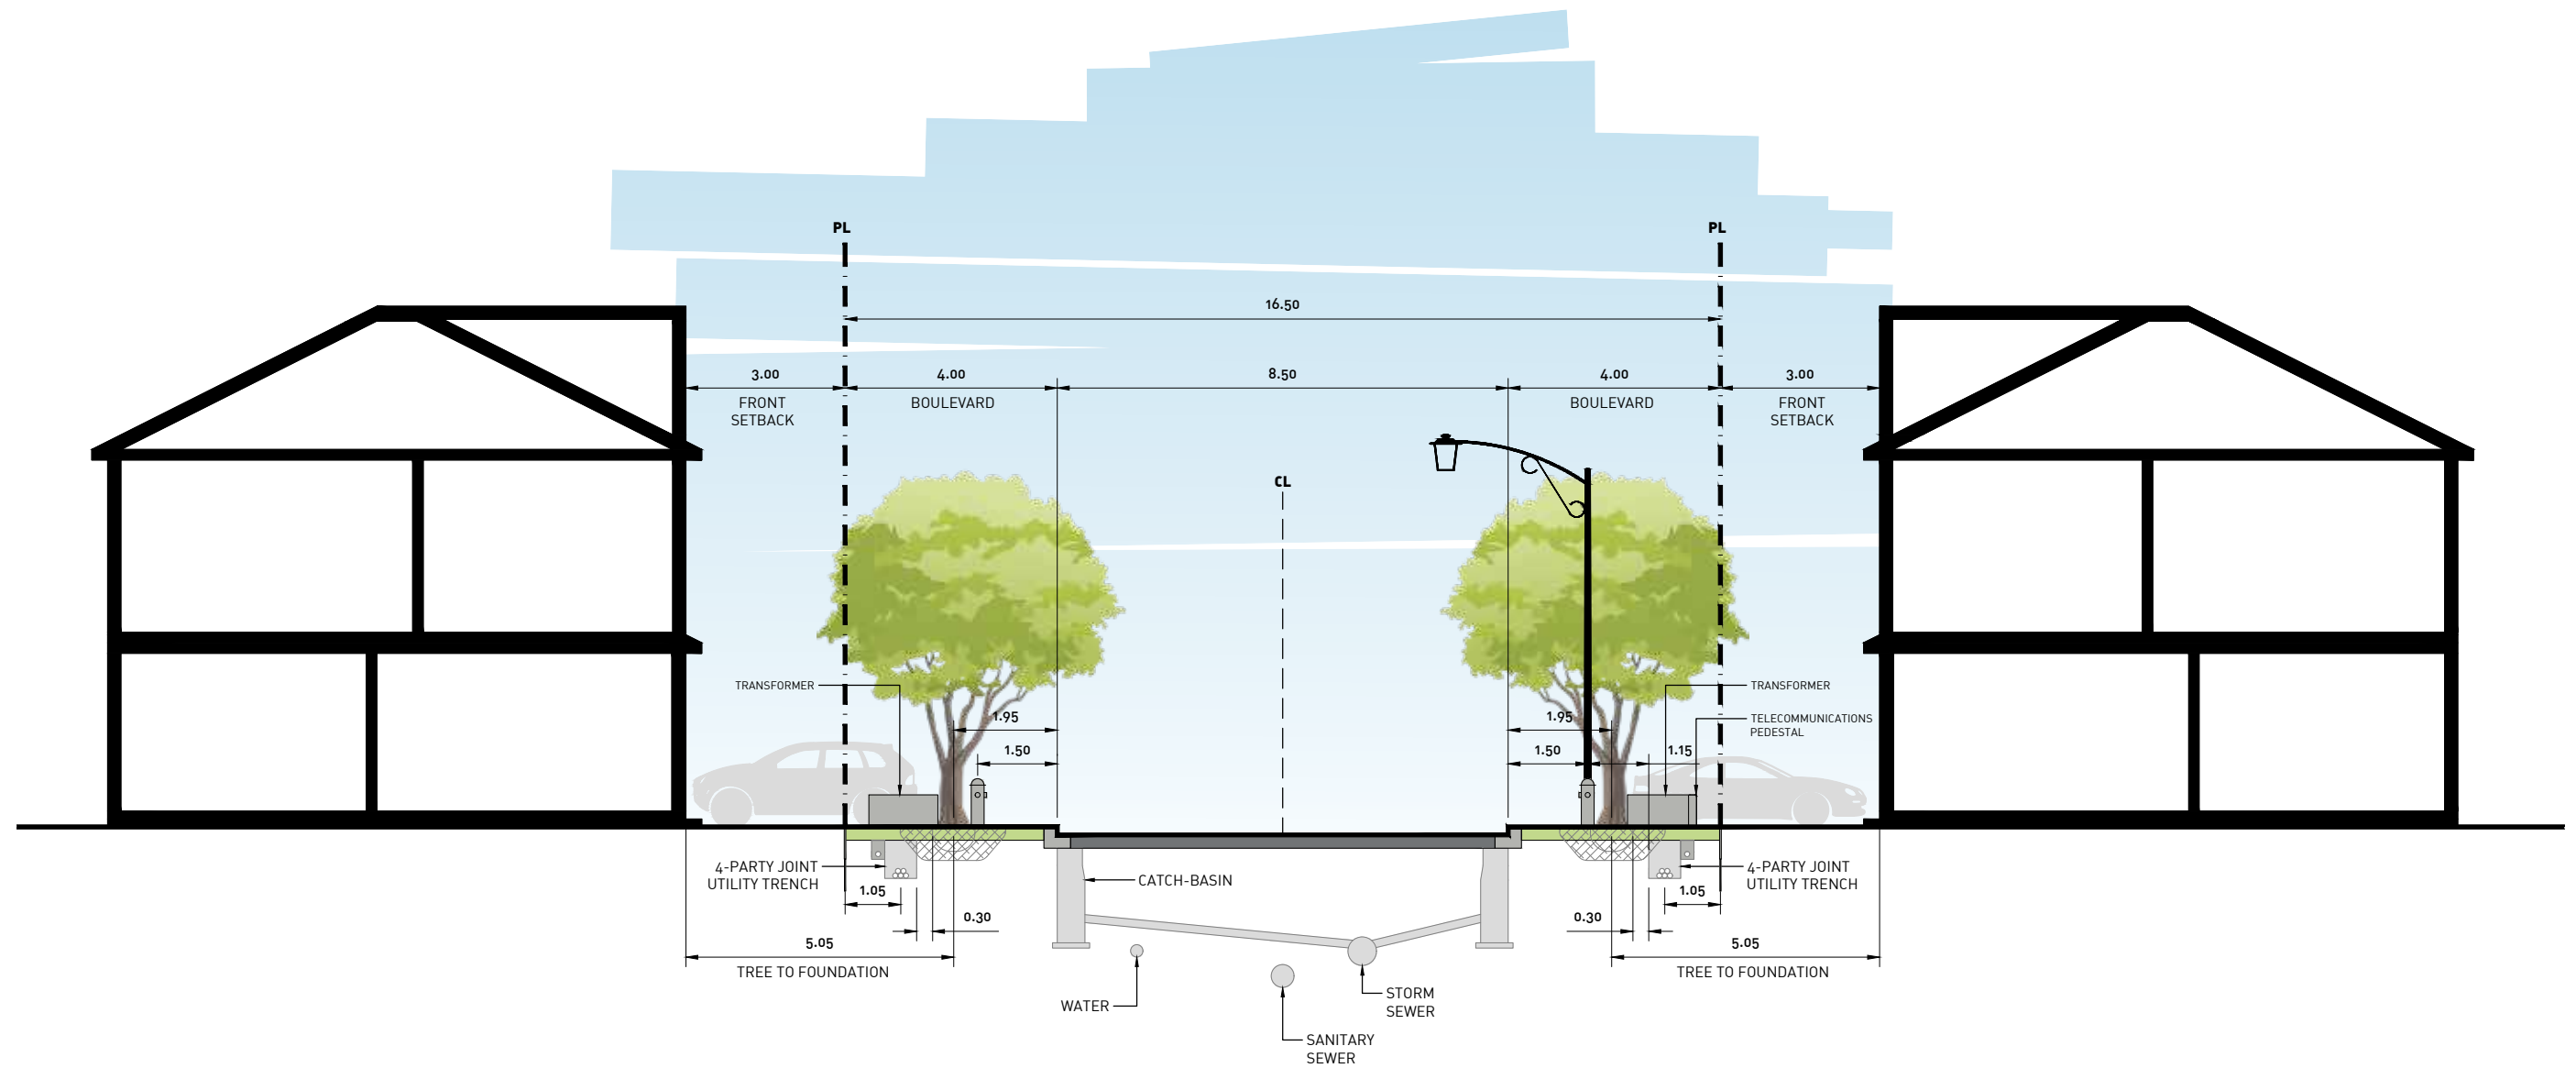 PL
PL
16.50
3.00
4.00
8.50
4.00
3.00
FRONT
SETBACK
BOULEVARD
BOULEVARD
FRONT
SETBACK
CL
TRANSFORMER
TRANSFORMER
1.95
1.95
TELECOMMUNICATIONS
PEDESTAL
1.50
1.50
1.15
4-PARTY JOINT
UTILITY TRENCH
CATCH-BASIN
4-PARTY JOINT
UTILITY TRENCH
1.05
1.05
0.30
0.30
5.05
5.05
TREE TO FOUNDATION
TREE TO FOUNDATION
WATER
STORM
SEWER
SANITARY
SEWER